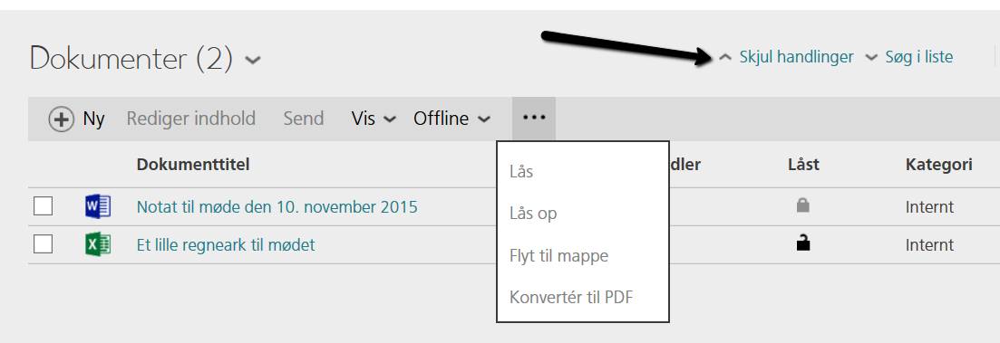 Dokumenter (2)
Skjul handlinger Søg i liste
Ny Rediger indhold Send Vis Offline ...
Dokumenttitel dler Låst Kategori
Lås
Notat til møde den 10. november 2015 Internt
Lås op
Et lille regneark til mødet Internt
Flyt til mappe
Konvertér til PDF